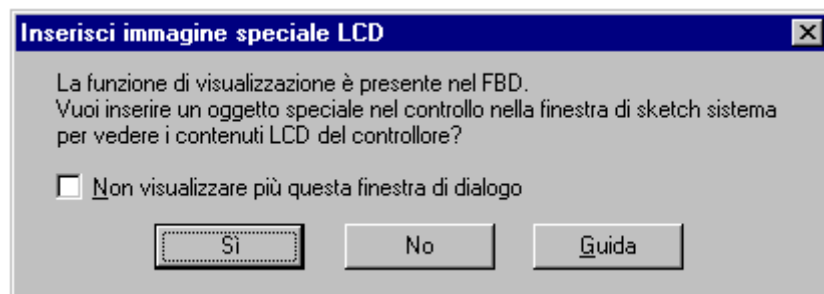 Inserisci immagine speciale LCD
La funzione di visualizzazione è presente nel FBD.
Vuoi inserire un oggetto speciale nel controllo nella finestra di sketch sistema
per vedere i contenuti LCD del controllore?
Non visualizzare più questa finestra di dialogo
Sì No Guida